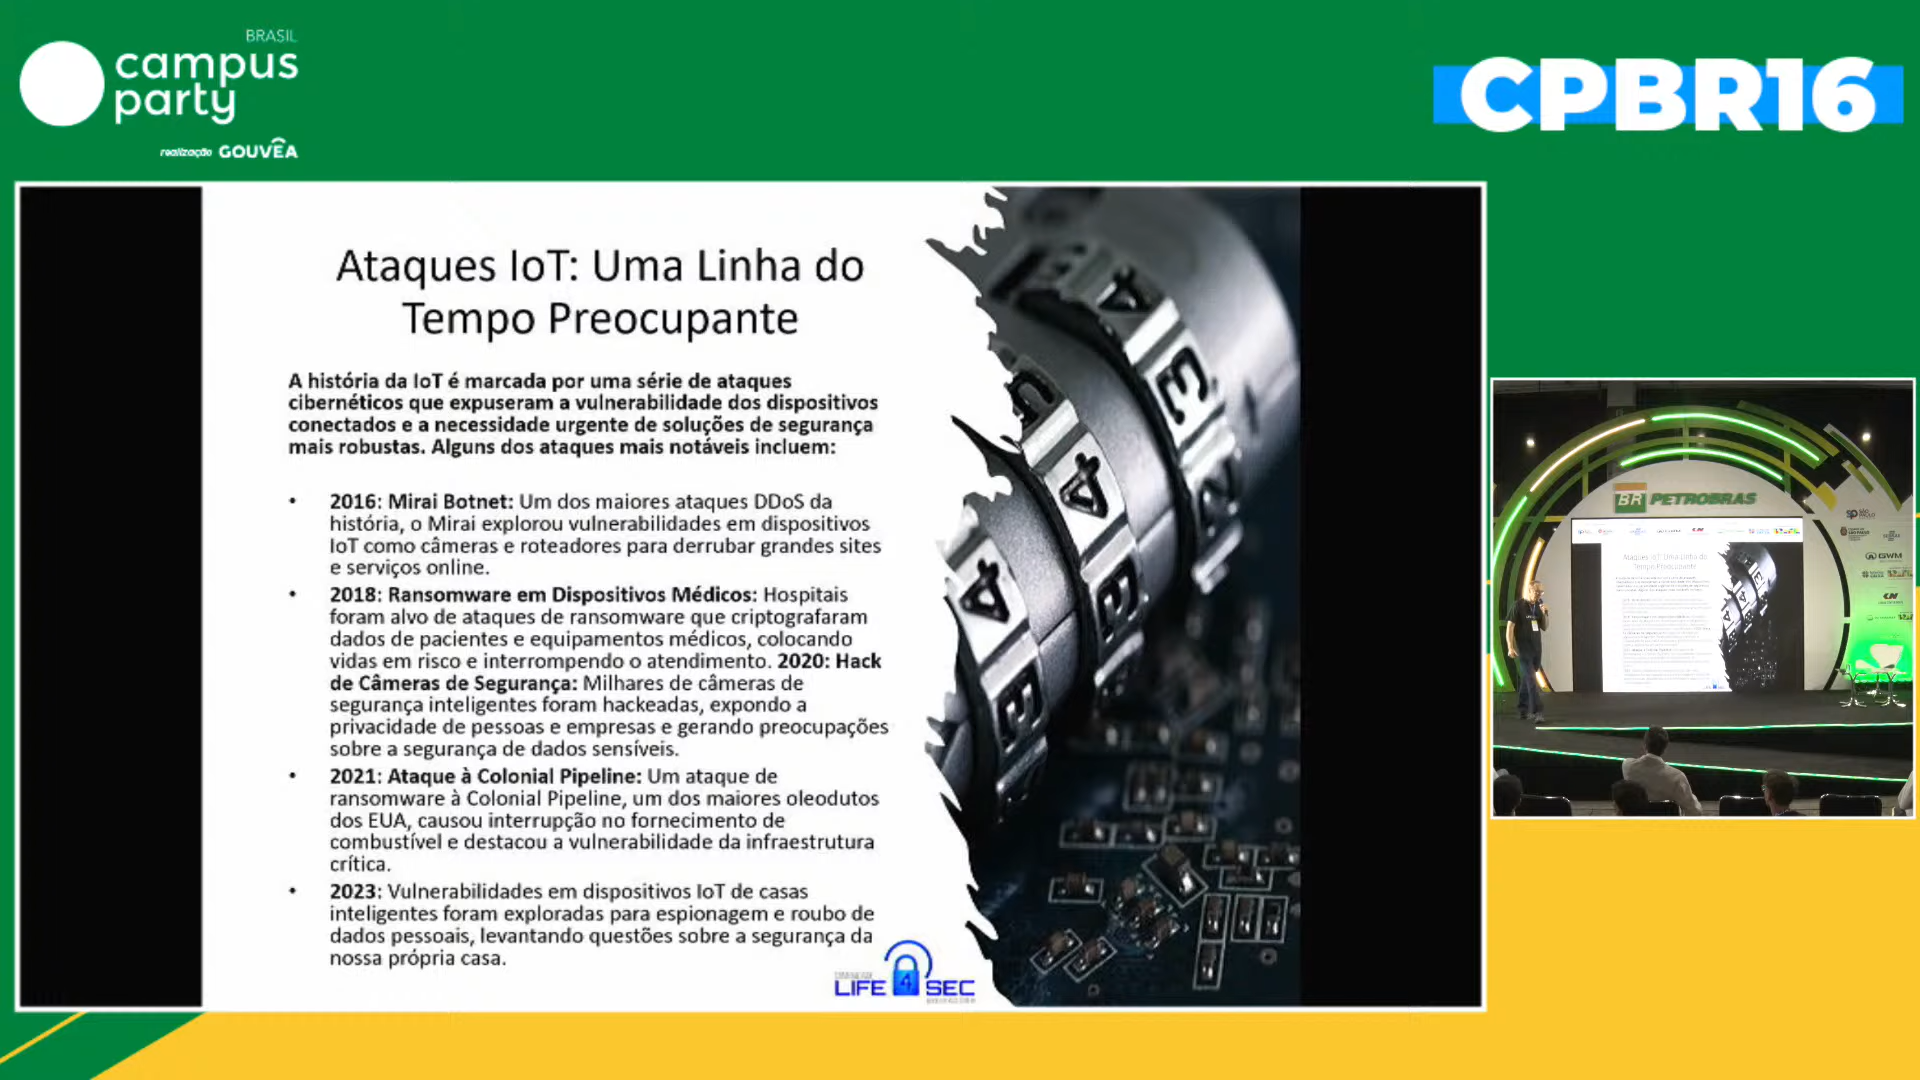 BRASIL
campus
party
realização GOUVÊA
CPBR16
Ataques IoT: Uma Linha do
Tempo Preocupante
A história da IoT é marcada por uma série de ataques
cibernéticos que expuseram a vulnerabilidade dos dispositivos
conectados e a necessidade urgente de soluções de segurança
mais robustas. Alguns dos ataques mais notáveis incluem:
• 2016: Mirai Botnet: Um dos maiores ataques DDoS da
história, o Mirai explorou vulnerabilidades em dispositivos
IoT como câmeras e roteadores para derrubar grandes sites
e serviços online.
• 2018: Ransomware em Dispositivos Médicos: Hospitais
foram alvo de ataques de ransomware que criptografaram
dados de pacientes e equipamentos médicos, colocando
vidas em risco e interrompendo o atendimento. 2020: Hack
de Câmeras de Segurança: Milhares de câmeras de
segurança inteligentes foram hackeadas, expondo a
privacidade de pessoas e empresas e gerando preocupações
sobre a segurança de dados sensíveis.
• 2021: Ataque à Colonial Pipeline: Um ataque de
ransomware à Colonial Pipeline, um dos maiores oleodutos
dos EUA, causou interrupção no fornecimento de
combustível e destacou a vulnerabilidade da infraestrutura
crítica.
• 2023: Vulnerabilidades em dispositivos IoT de casas
inteligentes foram exploradas para espionagem e roubo de
dados pessoais, levantando questões sobre a segurança da
nossa própria casa.
LIFE 4 SEC
BR PETROBRAS
Ataques IoT: Uma Linha do
Tempo Preocupante
GWM